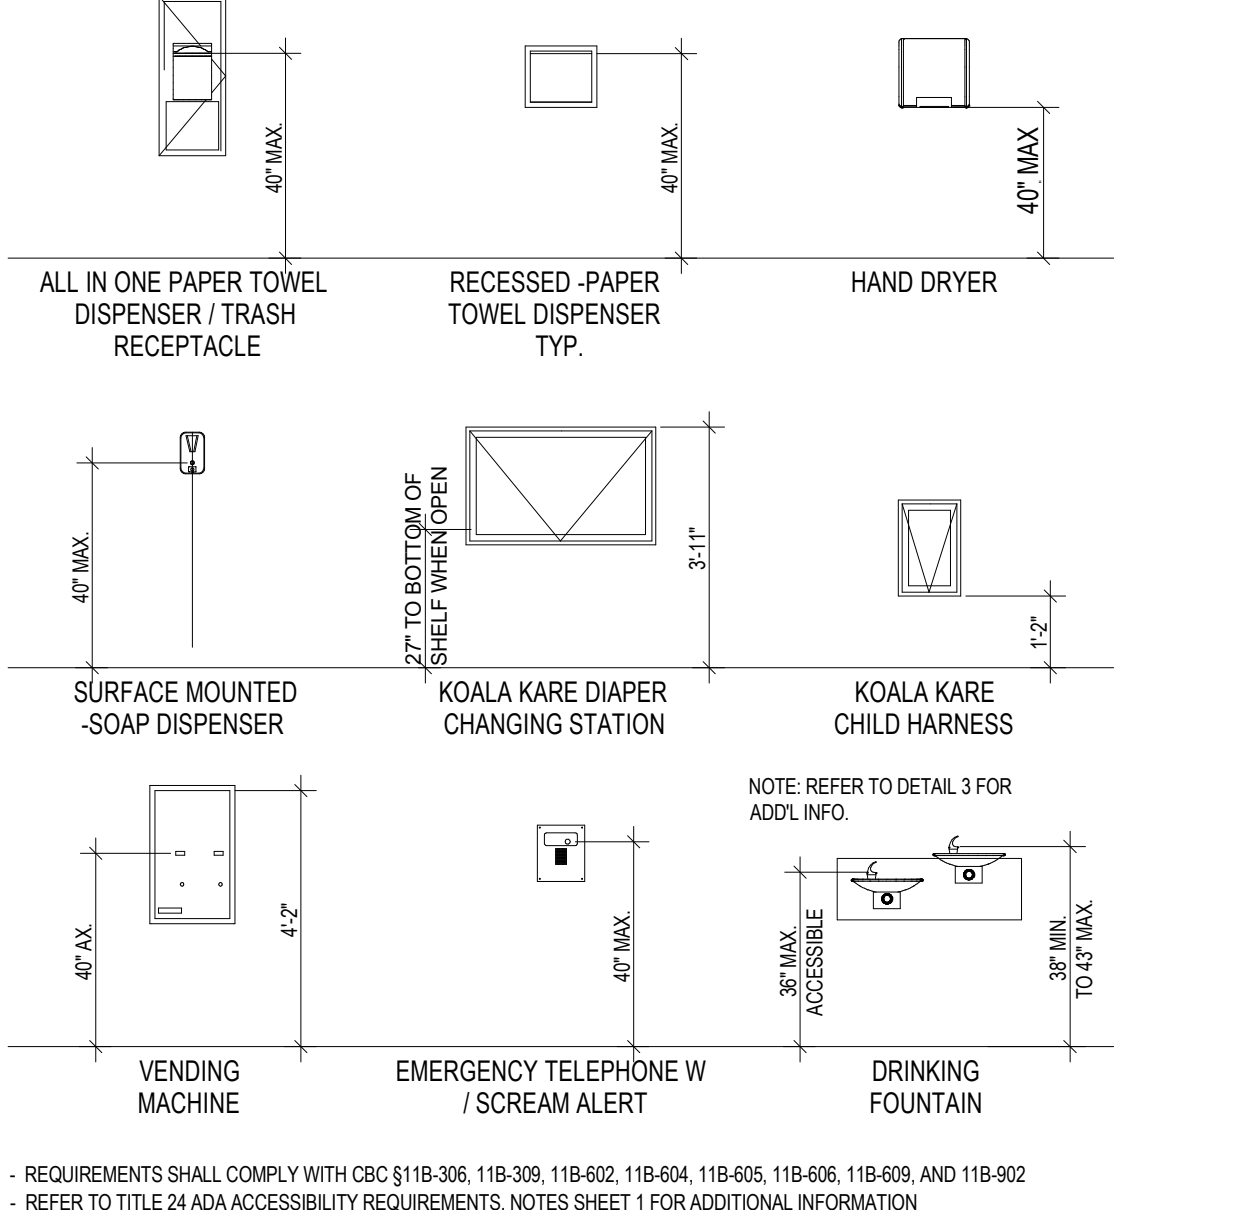 40" MAX.
40" MAX.
40" MAX
ALL IN ONE PAPER TOWEL
DISPENSER / TRASH
RECEPTACLE
RECESSED -PAPER
TOWEL DISPENSER
TYP.
HAND DRYER
40" MAX.
27" TO BOTTOM OF
SHELF WHEN OPEN
3'-11"
1'-2"
SURFACE MOUNTED
-SOAP DISPENSER
KOALA KARE DIAPER
CHANGING STATION
KOALA KARE
CHILD HARNESS
NOTE: REFER TO DETAIL 3 FOR
ADD'L INFO.
40" AX.
4'-2"
40" MAX.
36" MAX.
ACCESSIBLE
38" MIN.
TO 43" MAX.
VENDING
MACHINE
EMERGENCY TELEPHONE W
/ SCREAM ALERT
DRINKING
FOUNTAIN
- REQUIREMENTS SHALL COMPLY WITH CBC §11B-306, 11B-309, 11B-602, 11B-604, 11B-605, 11B-606, 11B-609, AND 11B-902
- REFER TO TITLE 24 ADA ACCESSIBILITY REQUIREMENTS. NOTES SHEET 1 FOR ADDITIONAL INFORMATION